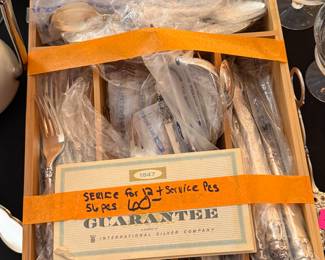 1847
SERVICE for 12 + Service Pcs
56 pcs
GUARANTEE
INTERNATIONAL SILVER COMPANY